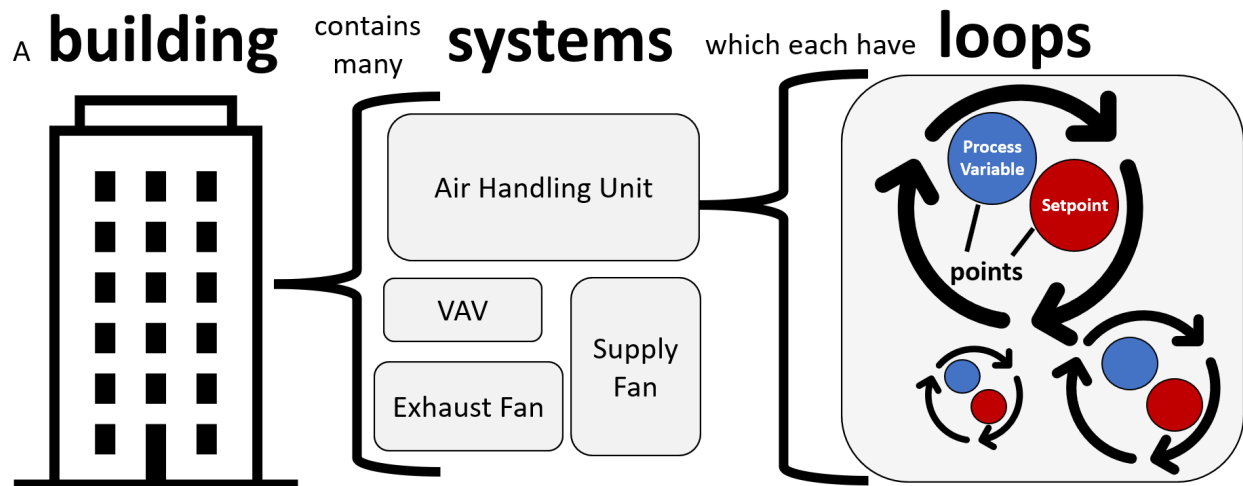 A building contains many systems which each have loops
Air Handling Unit
VAV
Exhaust Fan
Supply
Fan
Process
Variable
Setpoint
points